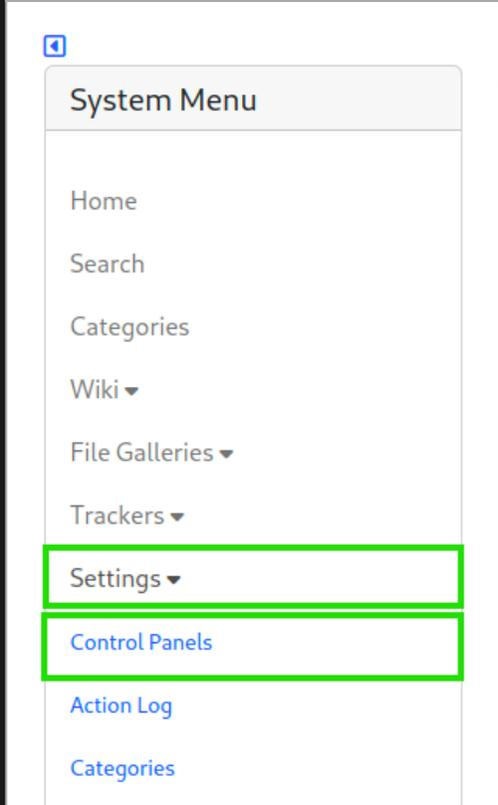 System Menu
Home
Search
Categories
Wiki
File Galleries
Trackers
Settings
Control Panels
Action Log
Categories